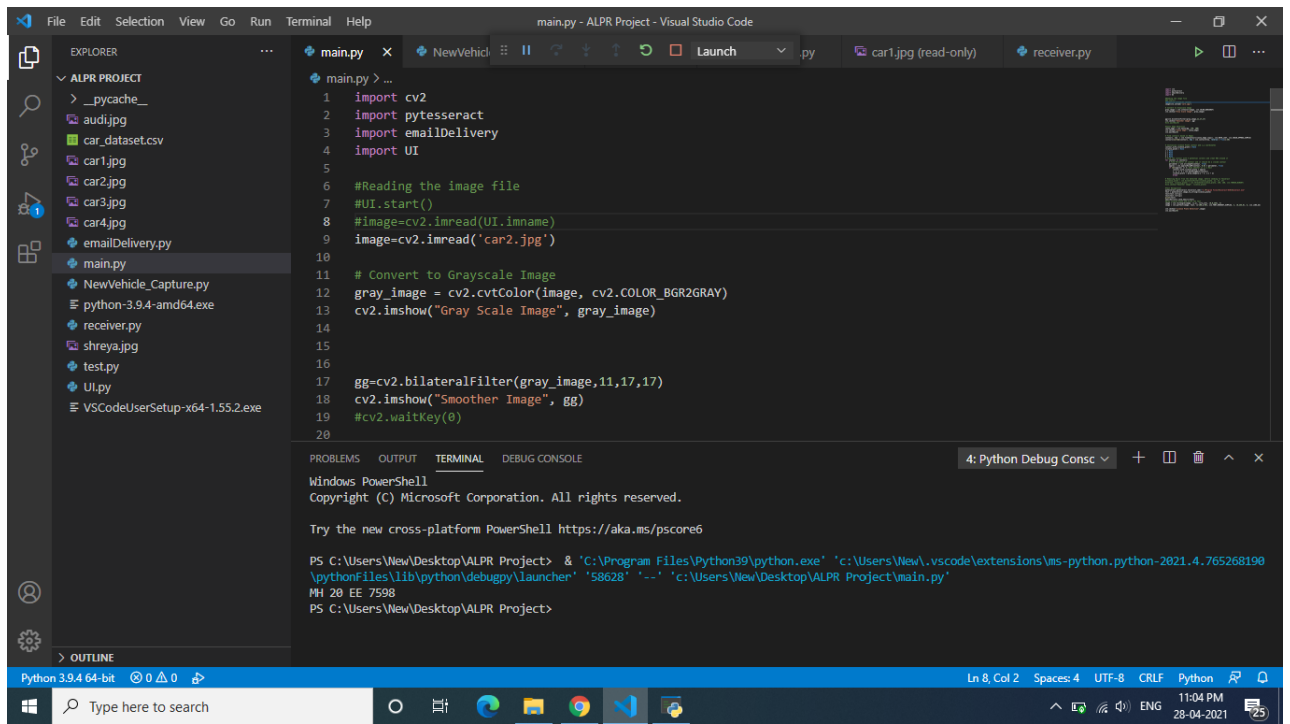 File Edit Selection View Go Run Terminal Help
main.py - ALPR Project - Visual Studio Code
EXPLORER
ALPR PROJECT
__pycache__
audi.jpg
car_dataset.csv
car1.jpg
car2.jpg
car3.jpg
car4.jpg
emailDelivery.py
main.py
NewVehicle_Capture.py
python-3.9.4-amd64.exe
receiver.py
shreya.jpg
test.py
UI.py
VSCodeUserSetup-x64-1.55.2.exe
OUTLINE
main.py NewVehicl Launch .py car1.jpg (read-only) receiver.py
main.py > ...
1 import cv2
2 import pytesseract
3 import emailDelivery
4 import UI
5
6 #Reading the image file
7 #UI.start()
8 #image=cv2.imread(UI.imname)
9 image=cv2.imread('car2.jpg')
10
11 # Convert to Grayscale Image
12 gray_image = cv2.cvtColor(image, cv2.COLOR_BGR2GRAY)
13 cv2.imshow("Gray Scale Image", gray_image)
14
15
16
17 gg=cv2.bilateralFilter(gray_image,11,17,17)
18 cv2.imshow("Smoother Image", gg)
19 #cv2.waitKey(0)
20
PROBLEMS OUTPUT TERMINAL DEBUG CONSOLE 4: Python Debug Consc
Windows PowerShell
Copyright (C) Microsoft Corporation. All rights reserved.
Try the new cross-platform PowerShell https://aka.ms/pscore6
PS C:\Users\New\Desktop\ALPR Project> & 'C:\Program Files\Python39\python.exe' 'c:\Users\New\.vscode\extensions\ms-python.python-2021.4.765268190
\pythonFiles\lib\python\debugpy\launcher' '58628' '--' 'c:\Users\New\Desktop\ALPR Project\main.py'
MH 20 EE 7598
PS C:\Users\New\Desktop\ALPR Project>
1
Python 3.9.4 64-bit 0 0 Ln 8, Col 2 Spaces: 4 UTF-8 CRLF Python
Type here to search
ENG
11:04 PM
28-04-2021
25